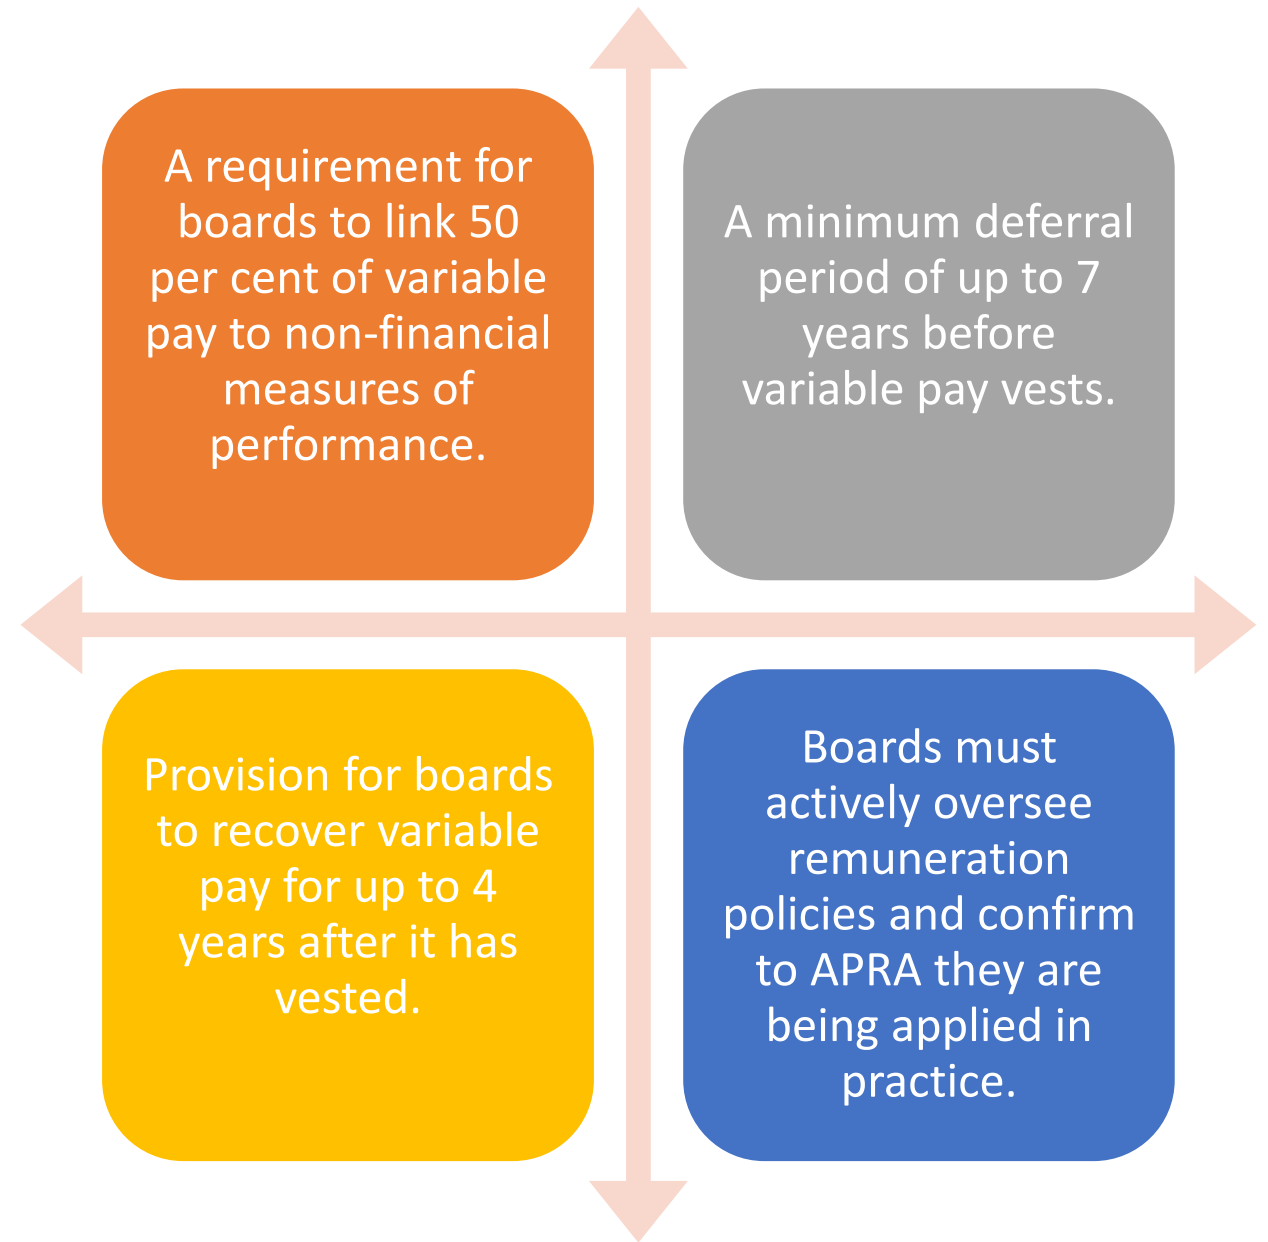 A requirement for
boards to link 50
per cent of variable
pay to non-financial
measures of
performance.
A minimum deferral
period of up to 7
years before
variable pay vests.
Provision for boards
to recover variable
pay for up to 4
years after it has
vested.
Boards must
actively oversee
remuneration
policies and confirm
to APRA they are
being applied in
practice.